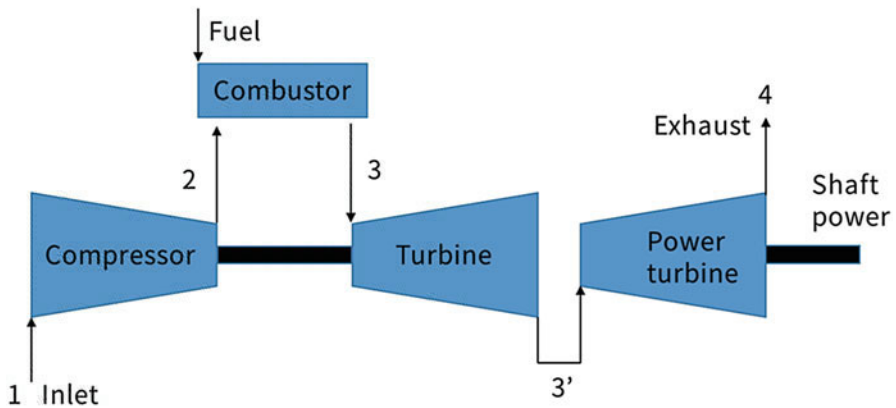 Fuel
Combustor
4
Exhaust
2
3
Shaft
power
Compressor
Turbine
Power
turbine
1 Inlet
3’